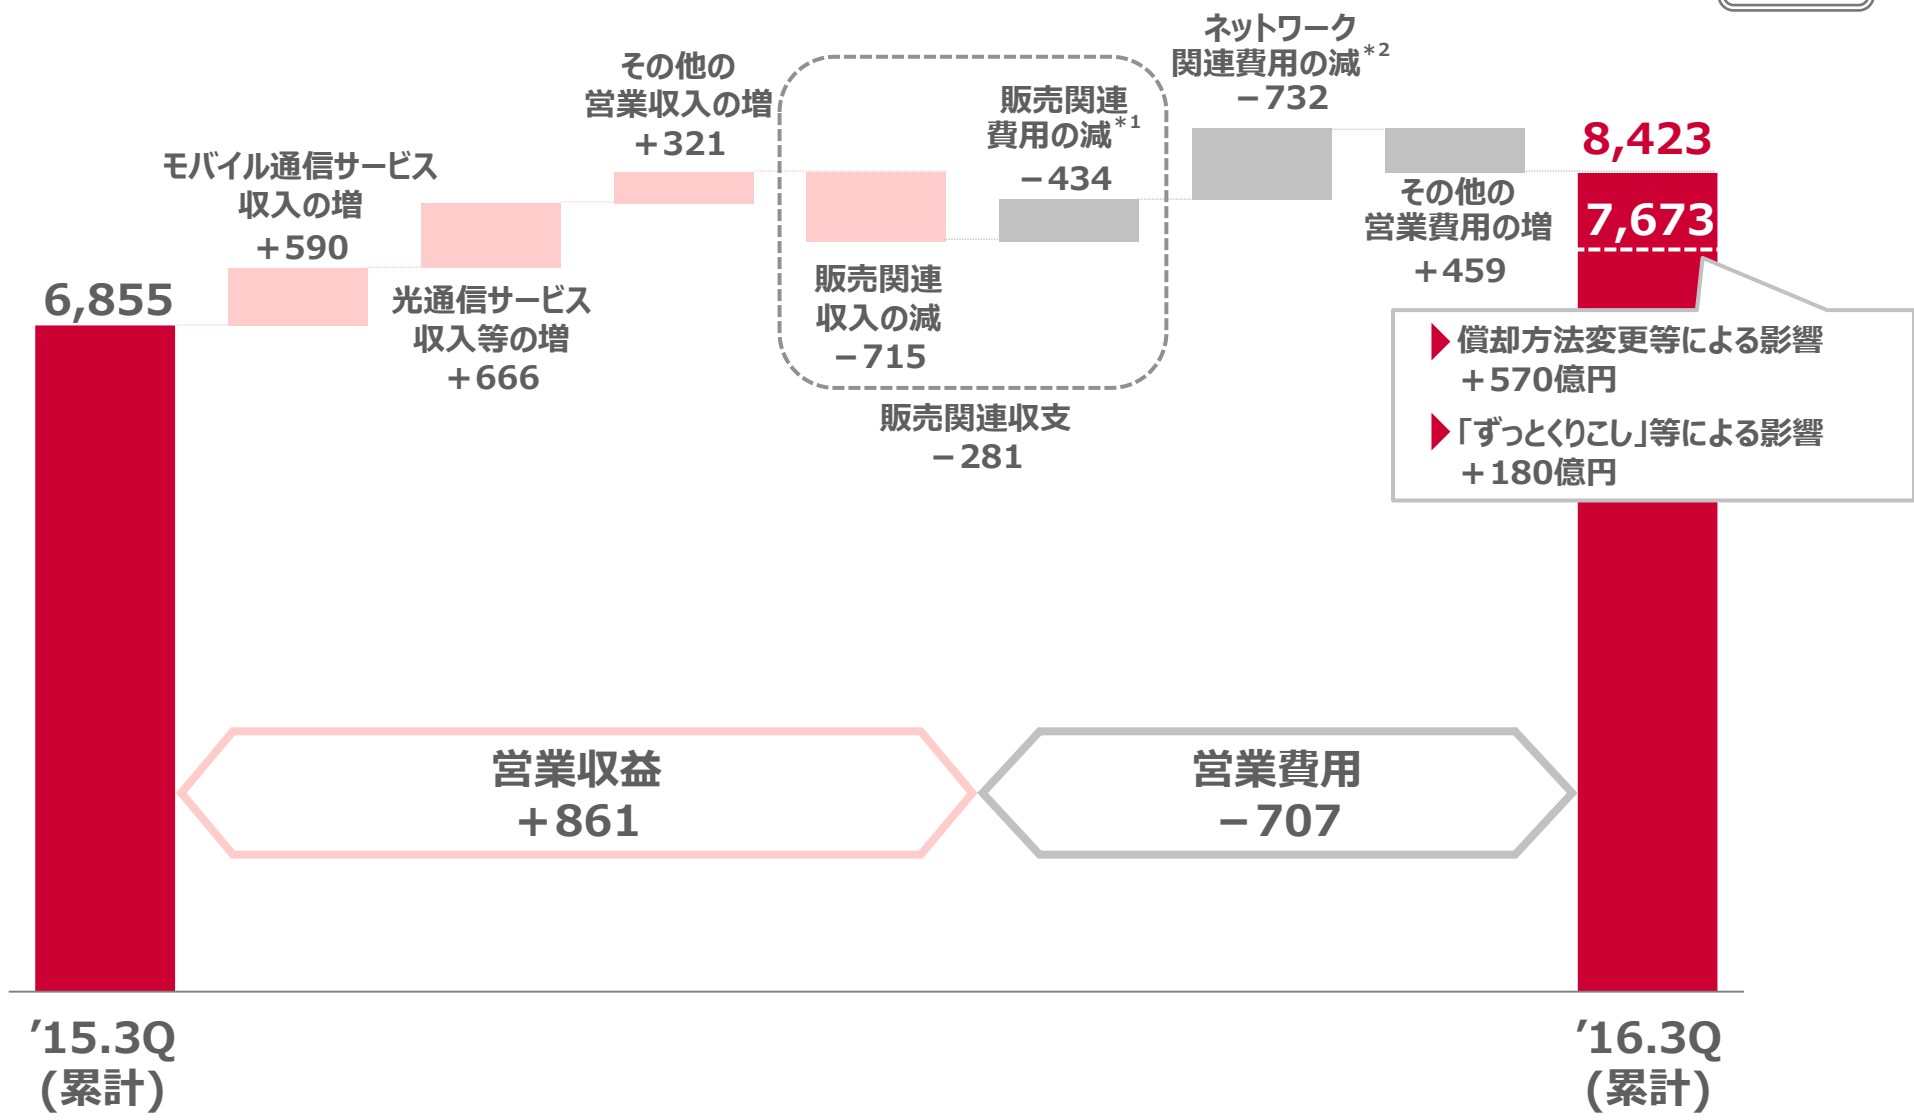 ネットワーク
関連費用の減*2
−732
その他の
営業収入の増
+321
販売関連
費用の減*1
−434
8,423
モバイル通信サービス
収入の増
+590
その他の
営業費用の増
+459
7,673
6,855
光通信サービス
収入等の増
+666
販売関連
収入の減
−715
償却方法変更等による影響
+570億円
「ずっとくりこし」等による影響
+180億円
販売関連収支
−281
営業収益
+861
営業費用
−707
’15.3Q
(累計)
’16.3Q
(累計)